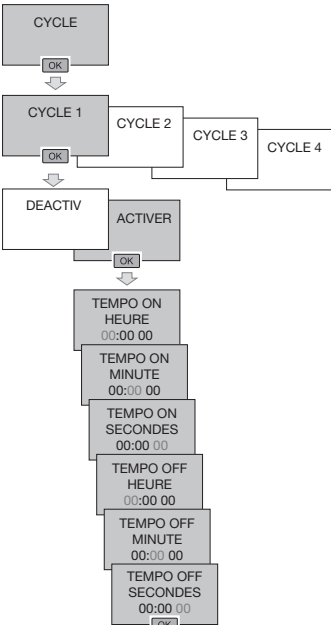 CYCLE
OK
CYCLE 1
CYCLE 2
CYCLE 3
CYCLE 4
OK
DEACTIV
ACTIVER
OK
TEMPO ON
HEURE
00:00 00
TEMPO ON
MINUTE
00:00 00
TEMPO ON
SECONDES
00:00 00
TEMPO OFF
HEURE
00:00 00
TEMPO OFF
MINUTE
00:00 00
TEMPO OFF
SECONDES
00:00 00
OK